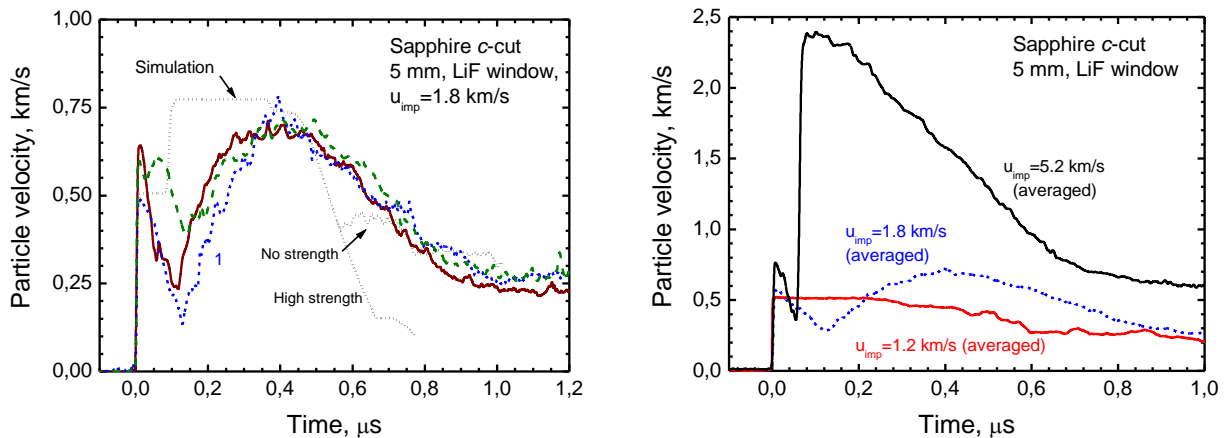 1,00
0,75
0,50
0,25
0,00
Particle velocity, km/s
Simulation
Sapphire c-cut
5 mm, LiF window,
u_imp=1.8 km/s
1
No strength
High strength
0,0 0,2 0,4 0,6 0,8 1,0 1,2
Time, μs
2,5
2,0
1,5
1,0
0,5
0,0
Particle velocity, km/s
Sapphire c-cut
5 mm, LiF window
u_imp=5.2 km/s
(averaged)
u_imp=1.8 km/s
(averaged)
u_imp=1.2 km/s (averaged)
0,0 0,2 0,4 0,6 0,8 1,0
Time, μs